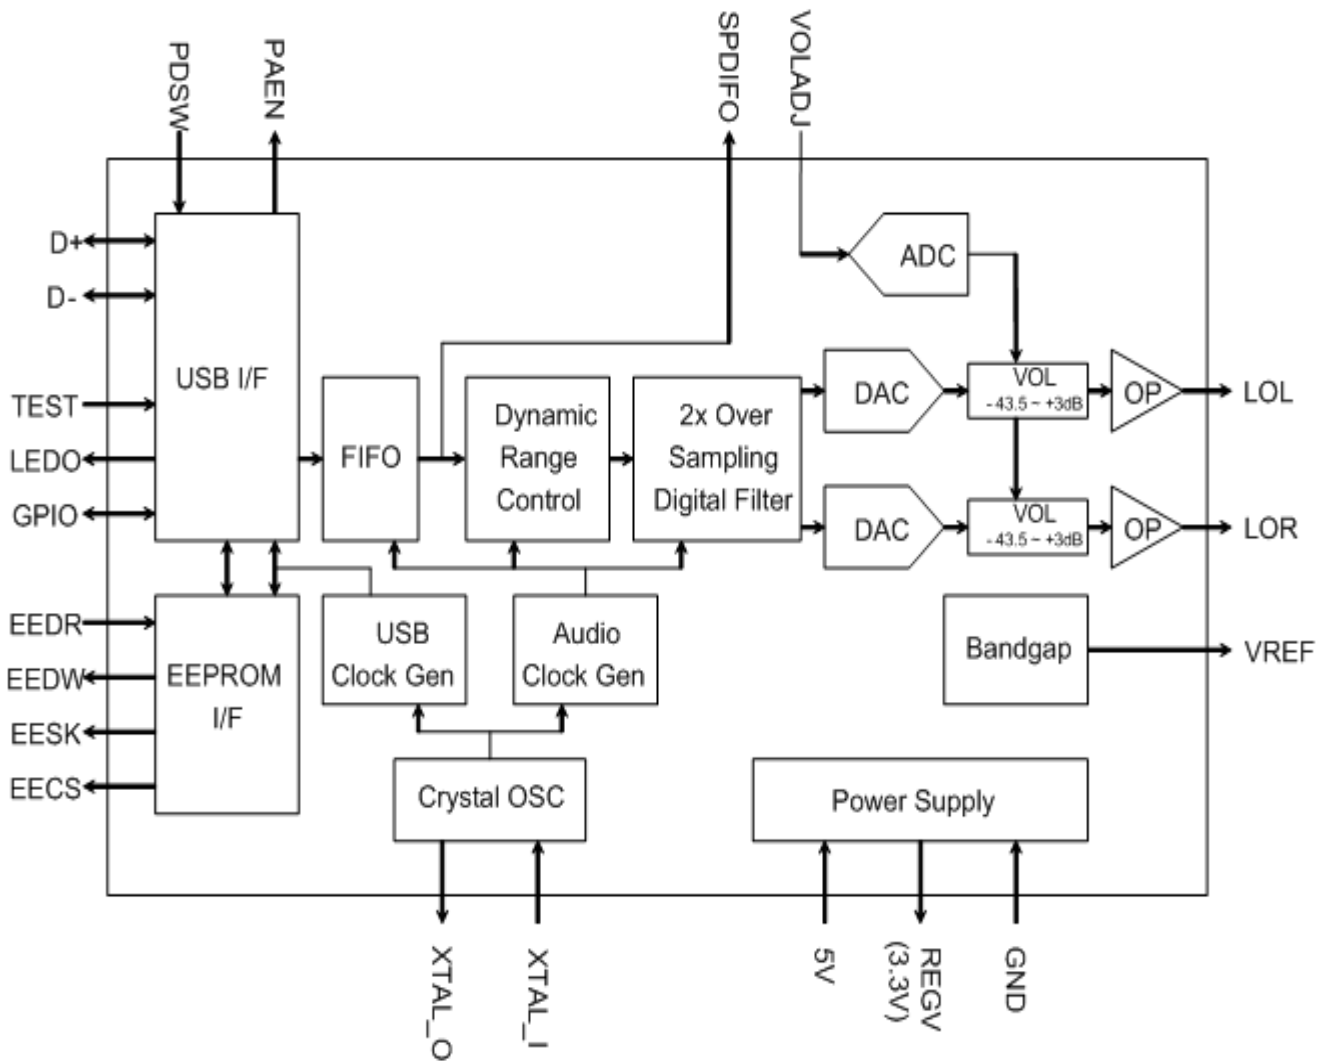 PDSW
PAEN
SPDIFO
VOLADJ
D+
D-
TEST
LEDO
GPIO
USB I/F
FIFO
Dynamic
Range
Control
2x Over
Sampling
Digital Filter
ADC
DAC
VOL
- 43.5 ~ +3dB
OP
LOL
DAC
VOL
- 43.5 ~ +3dB
OP
LOR
EEDR
EEDW
EESK
EECS
EEPROM
I/F
USB
Clock Gen
Audio
Clock Gen
Bandgap
VREF
Crystal OSC
Power Supply
XTAL_O
XTAL_I
5V
REGV
(3.3V)
GND